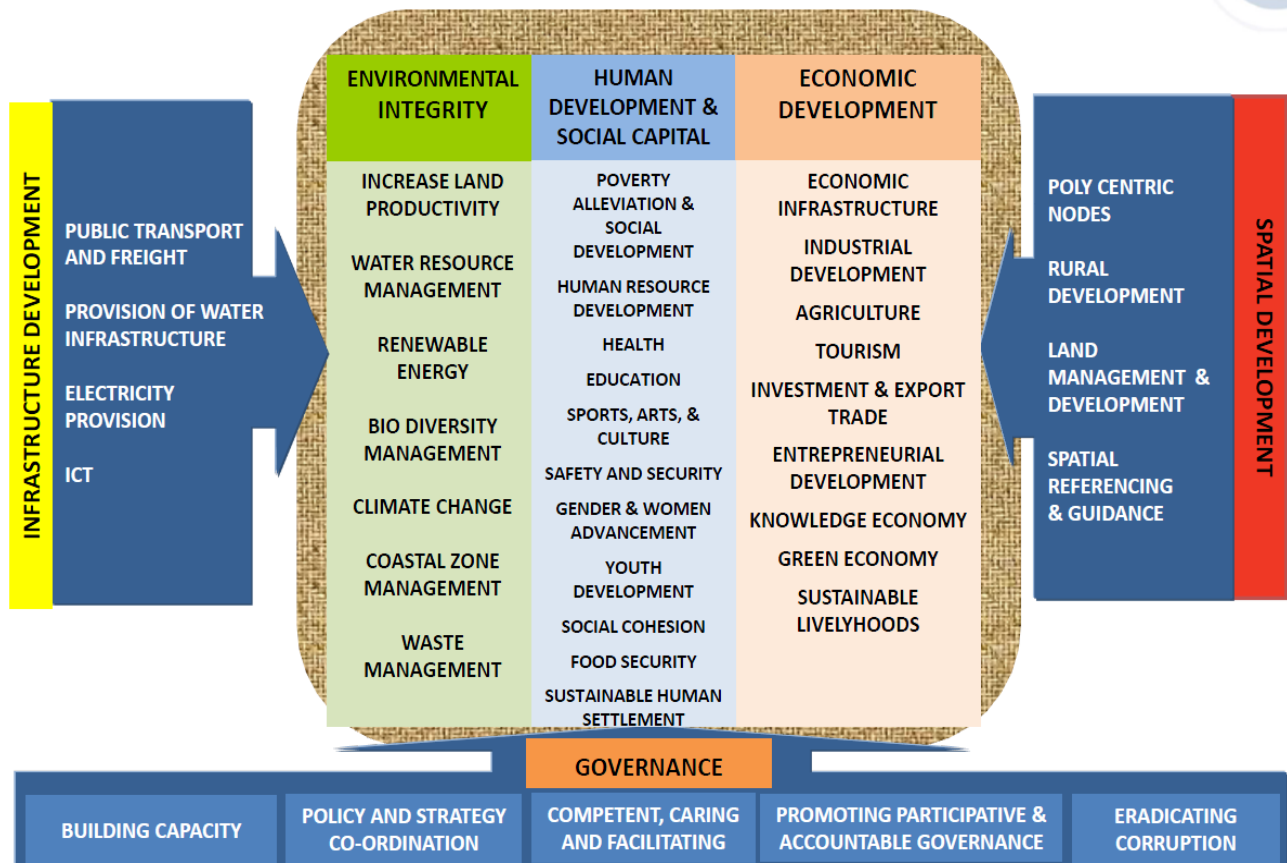 INFRASTRUCTURE DEVELOPMENT
PUBLIC TRANSPORT
AND FREIGHT
PROVISION OF WATER
INFRASTRUCTURE
ELECTRICITY
PROVISION
ICT
ENVIRONMENTAL
INTEGRITY
INCREASE LAND
PRODUCTIVITY
WATER RESOURCE
MANAGEMENT
RENEWABLE
ENERGY
BIO DIVERSITY
MANAGEMENT
CLIMATE CHANGE
COASTAL ZONE
MANAGEMENT
WASTE
MANAGEMENT
HUMAN
DEVELOPMENT &
SOCIAL CAPITAL
POVERTY
ALLEVIATION &
SOCIAL
DEVELOPMENT
HUMAN RESOURCE
DEVELOPMENT
HEALTH
EDUCATION
SPORTS, ARTS, &
CULTURE
SAFETY AND SECURITY
GENDER & WOMEN
ADVANCEMENT
YOUTH
DEVELOPMENT
SOCIAL COHESION
FOOD SECURITY
SUSTAINABLE HUMAN
SETTLEMENT
ECONOMIC
DEVELOPMENT
ECONOMIC
INFRASTRUCTURE
INDUSTRIAL
DEVELOPMENT
AGRICULTURE
TOURISM
INVESTMENT & EXPORT
TRADE
ENTREPRENEURIAL
DEVELOPMENT
KNOWLEDGE ECONOMY
GREEN ECONOMY
SUSTAINABLE
LIVELYHOODS
POLY CENTRIC
NODES
RURAL
DEVELOPMENT
LAND
MANAGEMENT &
DEVELOPMENT
SPATIAL
REFERENCING
& GUIDANCE
SPATIAL DEVELOPMENT
GOVERNANCE
BUILDING CAPACITY
POLICY AND STRATEGY
CO-ORDINATION
COMPETENT, CARING
AND FACILITATING
PROMOTING PARTICIPATIVE &
ACCOUNTABLE GOVERNANCE
ERADICATING
CORRUPTION